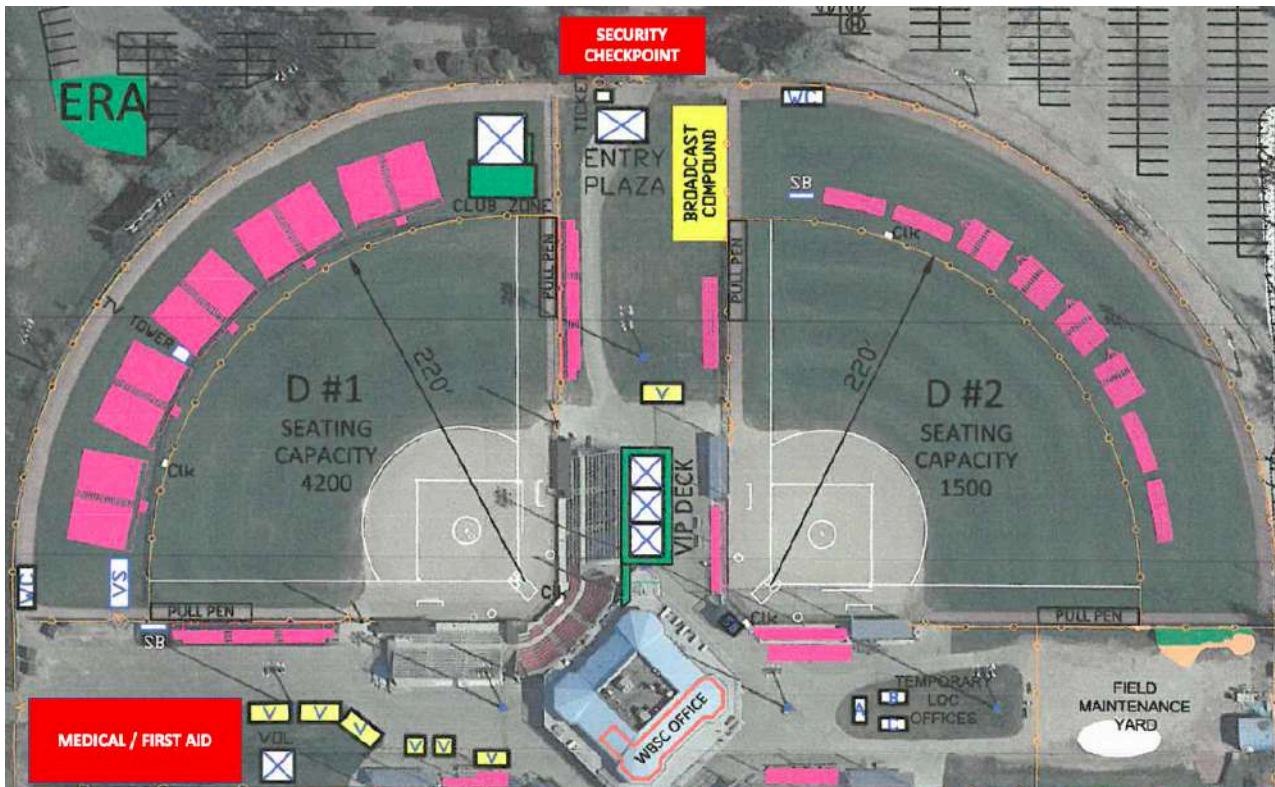 SECURITY
CHECKPOINT
ERA
WC
TICKET
ENTRY
PLAZA
BROADCAST
COMPOUND
CLUB ZONE
SB
Clk
PULL PEN
PULL PEN
TV TOWER
220'
220'
D #1
SEATING
CAPACITY
4200
D #2
SEATING
CAPACITY
1500
V
VIP DECK
Clk
WC
VS
Clk
Clk
PULL PEN
PULL PEN
SB
TEMPORARY
LOC
OFFICES
A
B
C
FIELD
MAINTENANCE
YARD
WBSC OFFICE
MEDICAL / FIRST AID
V
V
V
VOL
V
V
V